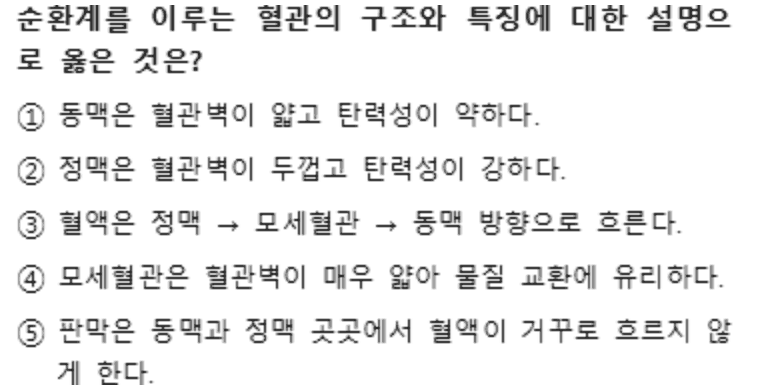 순환계를 이루는 혈관의 구조와 특징에 대한 설명으
로 옳은 것은?
① 동맥은 혈관벽이 얇고 탄력성이 약하다.
② 정맥은 혈관벽이 두껍고 탄력성이 강하다.
③ 혈액은 정맥 → 모세혈관 → 동맥 방향으로 흐른다.
④ 모세혈관은 혈관벽이 매우 얇아 물질 교환에 유리하다.
⑤ 판막은 동맥과 정맥 곳곳에서 혈액이 거꾸로 흐르지 않
게 한다.